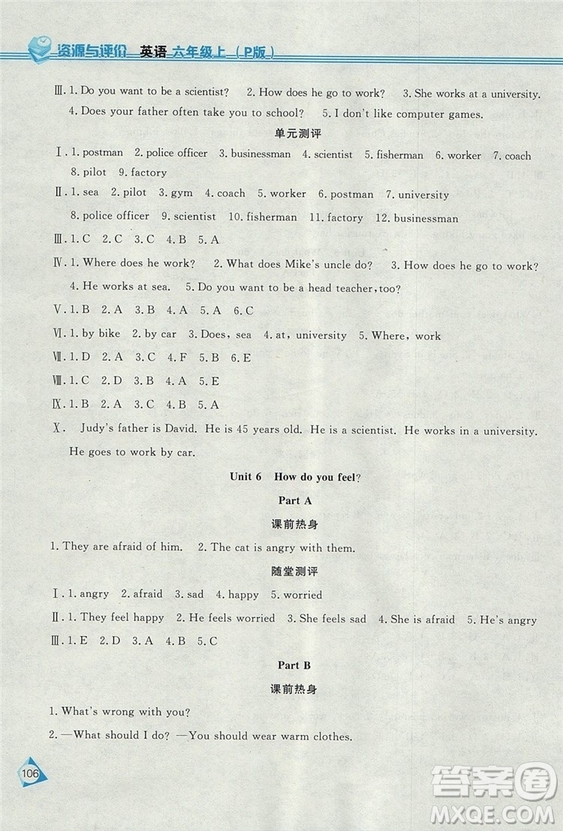 资源与评价 英语 六年级上（P版）
Ⅲ. 1. Do you want to be a scientist? 2. How does he go to work? 3. She works at a university.
4. Does your father often take you to school? 5. I don't like computer games.
单元测评
Ⅰ. 1. postman 2. police officer 3. businessman 4. scientist 5. fisherman 6. worker 7. coach
8. pilot 9. factory
Ⅱ. 1. sea 2. pilot 3. gym 4. coach 5. worker 6. postman 7. university
8. police officer 9. scientist 10. fisherman 11. factory 12. businessman
Ⅲ. 1. C 2. C 3. C 4. B 5. A
Ⅳ. 1. Where does he work? 2. What does Mike's uncle do? 3. How does he go to work?
4. He works at sea. 5. Do you want to be a head teacher, too?
Ⅴ. 1. B 2. A 3. B 4. A 5. C
Ⅵ. 1. by bike 2. by car 3. Does, sea 4. at, university 5. Where, work
Ⅶ. 1. D 2. A 3. C 4. F 5. B 6. E
Ⅷ. 1. B 2. A 3. B 4. B 5. A
Ⅸ. 1. C 2. B 3. A 4. C
Ⅹ. Judy's father is David. He is 45 years old. He is a scientist. He works in a university.
He goes to work by car.
Unit 6 How do you feel?
Part A
课前热身
1. They are afraid of him. 2. The cat is angry with them.
随堂测评
Ⅰ. 1. angry 2. afraid 3. sad 4. happy 5. worried
Ⅱ. 1. They feel happy 2. He feels worried 3. She feels sad 4. She is afraid 5. He is angry
Ⅲ. 1. E 2. D 3. A 4. C 5. B
Part B
课前热身
1. What's wrong with you?
2. —What should I do? —You should wear warm clothes.
106
答案圈
MXQE.COM